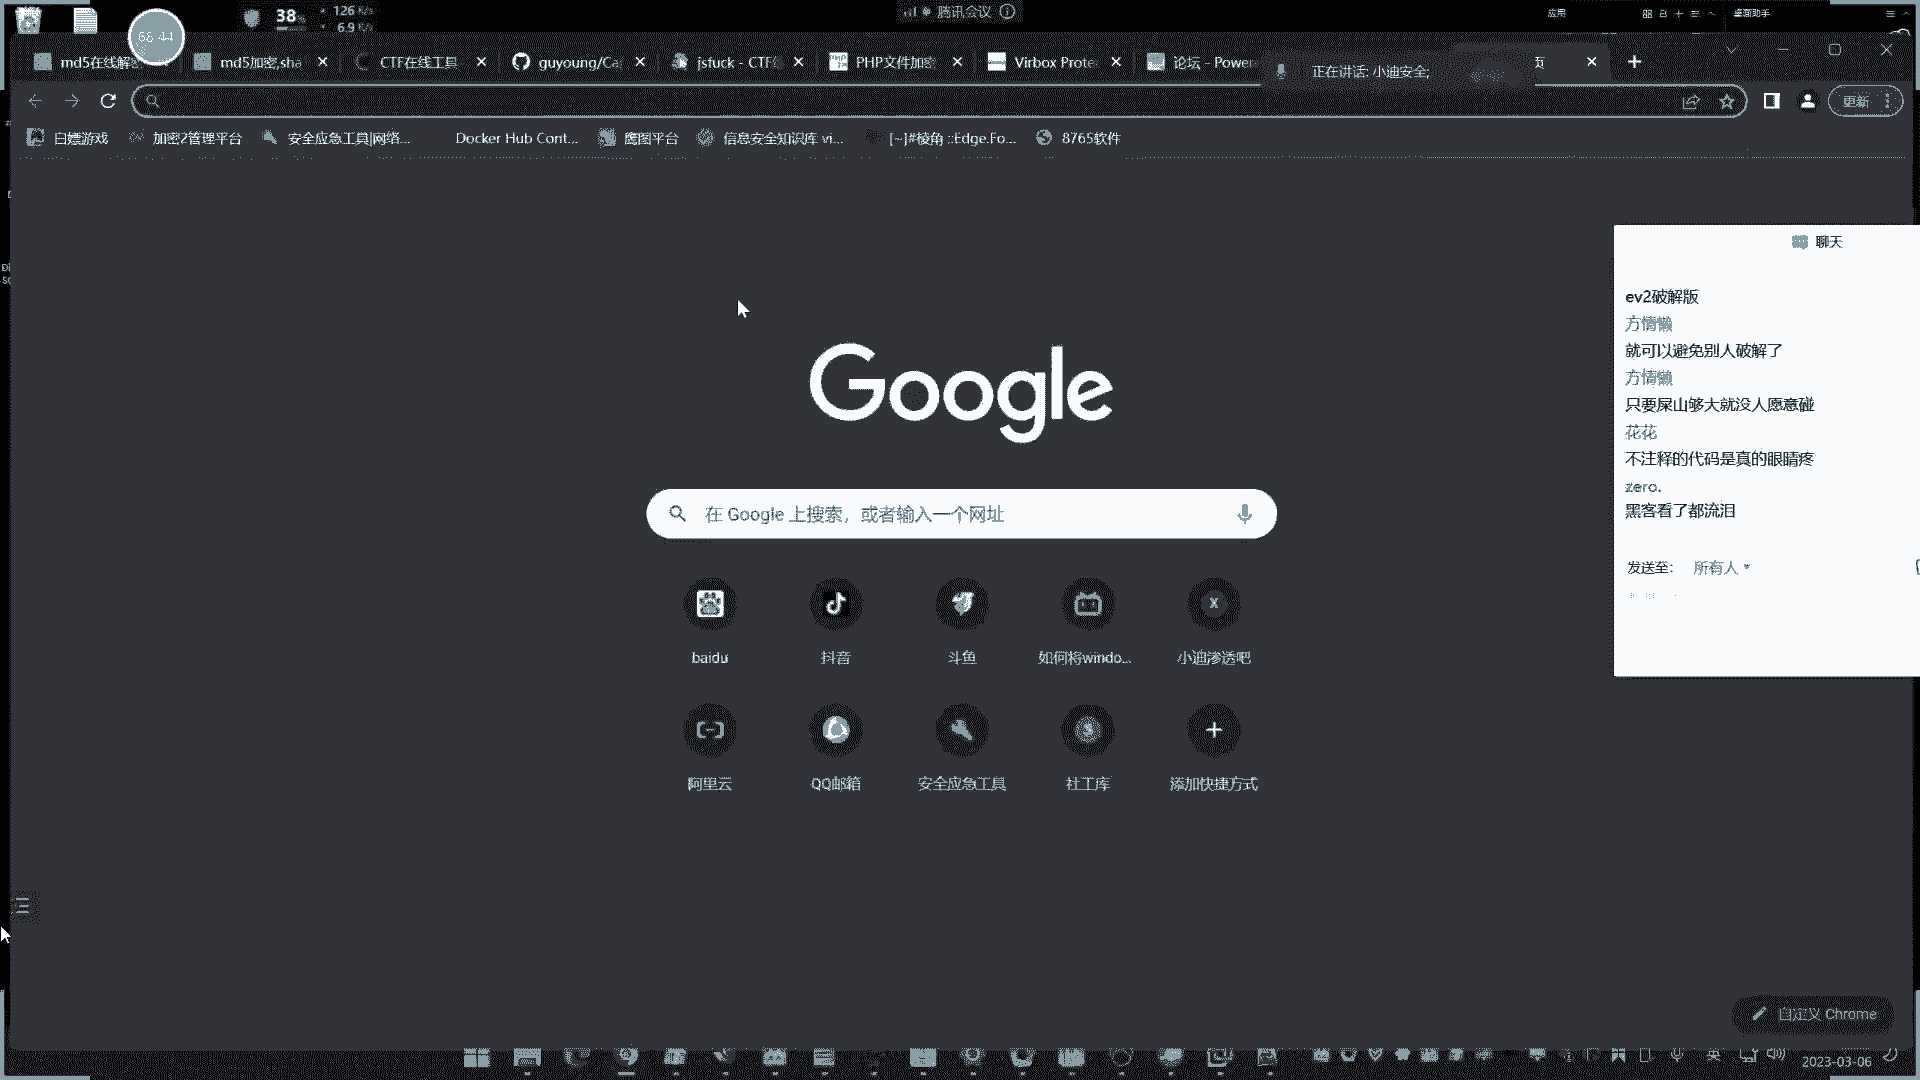 38%
126 K/s
6.9 K/s
腾讯会议
应用
桌面助手
68:44
md5在线解密
md5加密,sha
CTF在线工具
guyoung/Ca
jsfuck - CTF
PHP文件加密
Virbox Prote
论坛 - Power
正在讲话: 小迪安全;
页
更新
白嫖游戏
加密2管理平台
安全应急工具|网络...
Docker Hub Cont...
鹰图平台
信息安全知识库 vi...
[~]#棱角 ::Edge.Fo...
8765软件
聊天
ev2破解版
方情懒
就可以避免别人破解了
方情懒
只要屎山够大就没人愿意碰
花花
不注释的代码是真的眼睛疼
zero.
黑客看了都流泪
发送至:
所有人
Google
在 Google 上搜索，或者输入一个网址
baidu
抖音
斗鱼
如何将windo...
小迪渗透吧
X
阿里云
QQ邮箱
安全应急工具
社工库
添加快捷方式
自定义 Chrome
英
2023-03-06